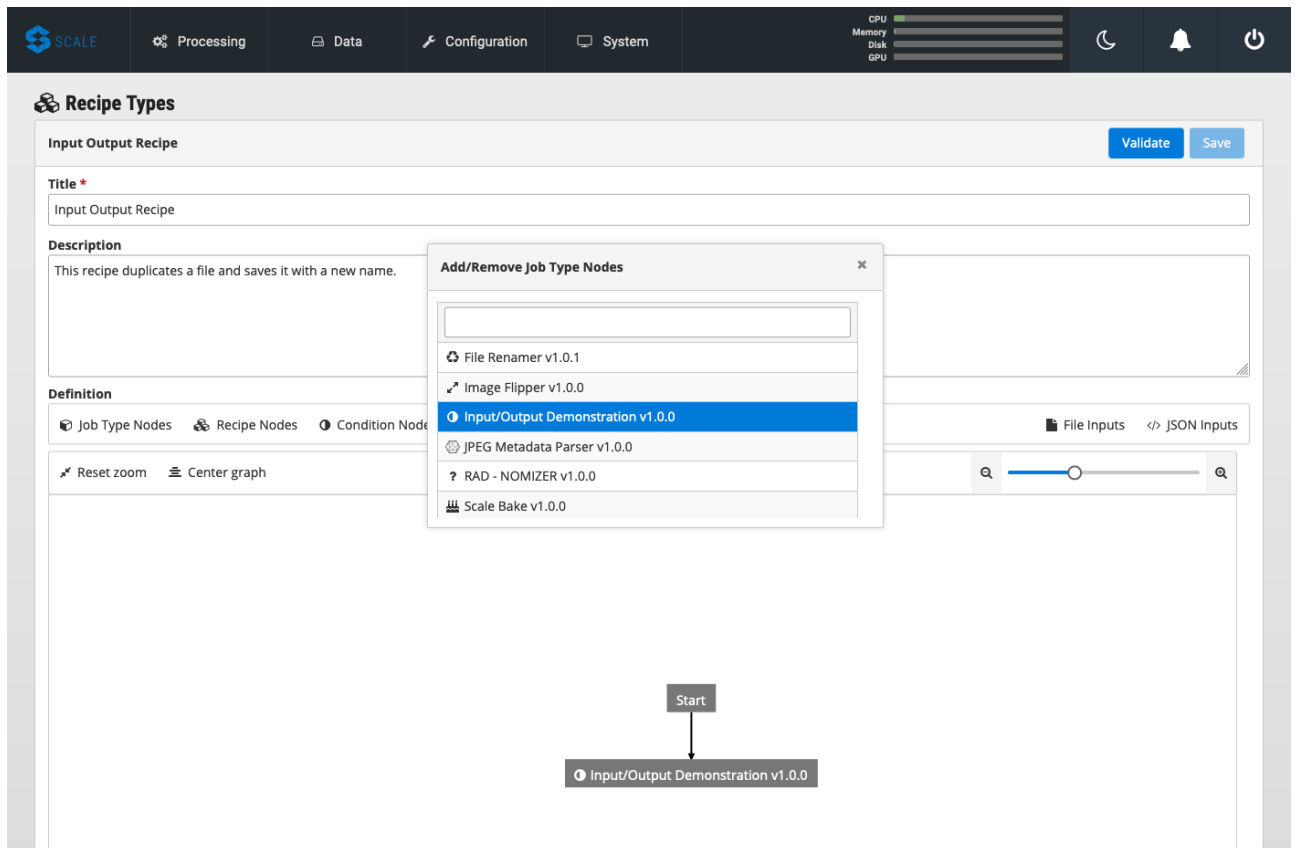 SCALE
Processing
Data
Configuration
System
CPU
Memory
Disk
GPU
Recipe Types
Input Output Recipe
Validate
Save
Title *
Input Output Recipe
Description
This recipe duplicates a file and saves it with a new name.
Add/Remove Job Type Nodes
File Renamer v1.0.1
Image Flipper v1.0.0
Input/Output Demonstration v1.0.0
JPEG Metadata Parser v1.0.0
? RAD - NOMIZER v1.0.0
Scale Bake v1.0.0
Definition
Job Type Nodes
Recipe Nodes
Condition Node
File Inputs
</> JSON Inputs
Reset zoom
Center graph
Start
Input/Output Demonstration v1.0.0